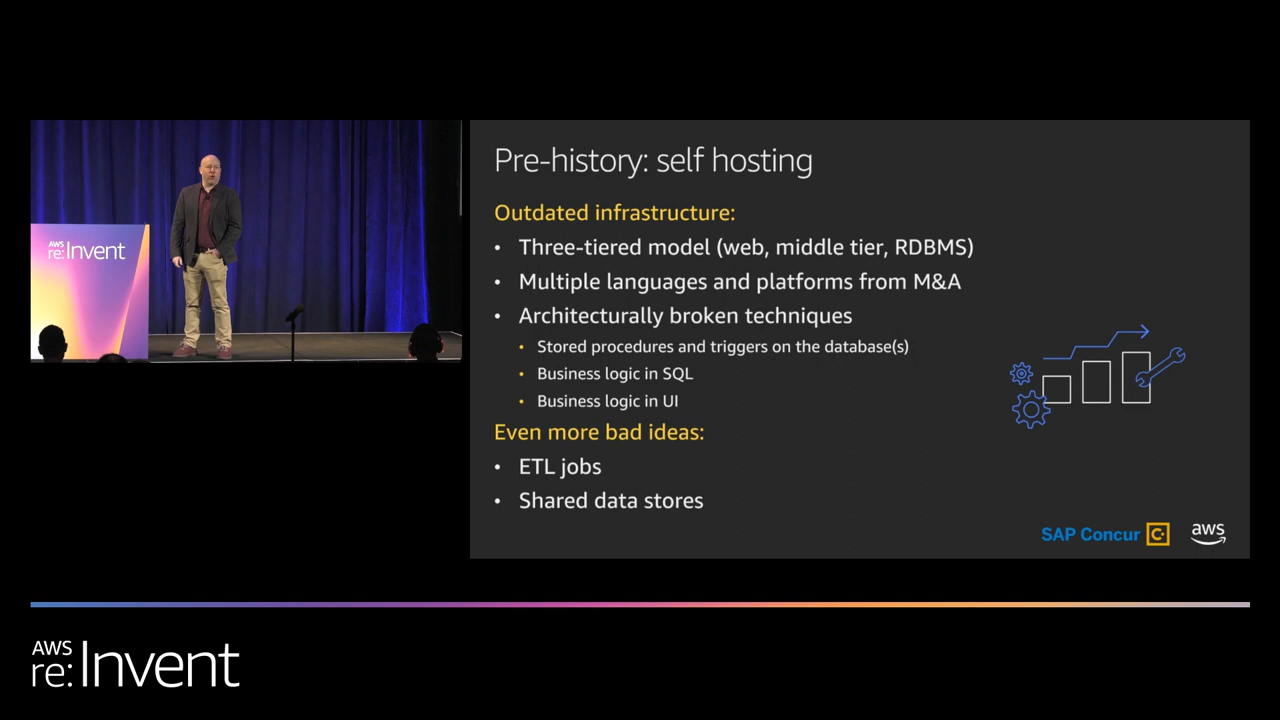 AWS
re:Invent
Pre-history: self hosting
Outdated infrastructure:
• Three-tiered model (web, middle tier, RDBMS)
• Multiple languages and platforms from M&A
• Architecturally broken techniques
• Stored procedures and triggers on the database(s)
• Business logic in SQL
• Business logic in UI
Even more bad ideas:
• ETL jobs
• Shared data stores
SAP Concur C
aws
AWS
re:Invent